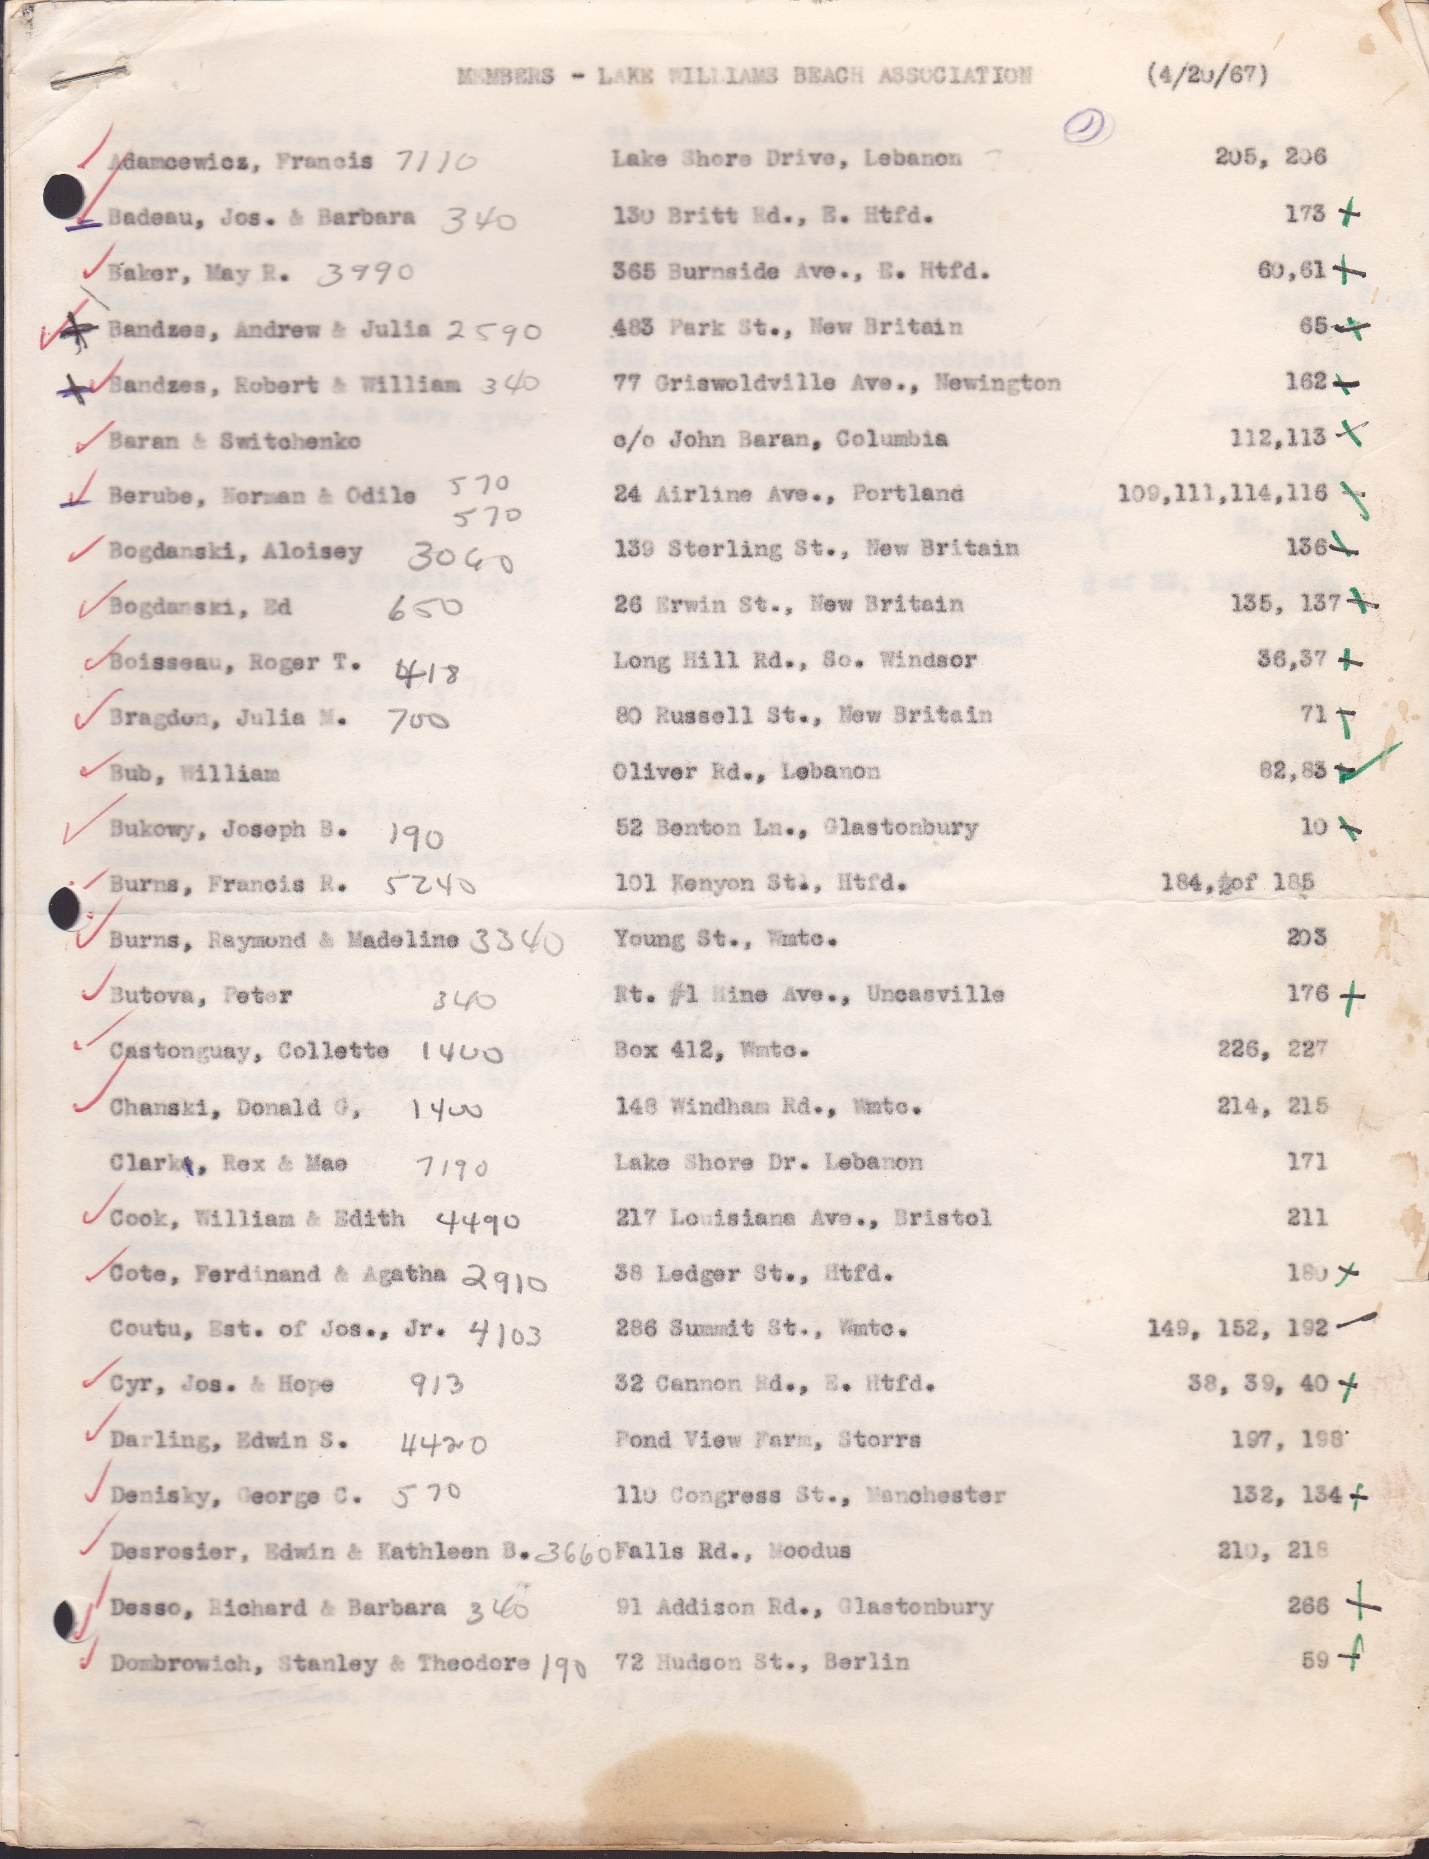 MEMBERS - LAKE WILLIAMS BEACH ASSOCIATION (4/20/67)
Adamcewicz, Francis 7110 Lake Shore Drive, Lebanon ? 205, 206
Badeau, Jos. & Barbara 340 130 Britt Rd., E. Htfd. 173 +
Baker, May R. 3990 365 Burnside Ave., E. Htfd. 60,61 +
Bandzes, Andrew & Julia 2590 483 Park St., New Britain 65 +
Bandzes, Robert & William 340 77 Griswoldville Ave., Newington 162 +
Baran & Switchenko c/o John Baran, Columbia 112,113 +
Berube, Norman & Odile 570 570 24 Airline Ave., Portland 109,111,114,116 +
Bogdanski, Aloisey 3060 139 Sterling St., New Britain 136 +
Bogdanski, Ed 650 26 Erwin St., New Britain 135, 137 +
Boisseau, Roger T. 418 Long Hill Rd., So. Windsor 36,37 +
Bragdon, Julia M. 700 80 Russell St., New Britain 71 +
Bub, William Oliver Rd., Lebanon 82,83 ✓
Bukowy, Joseph B. 190 52 Benton Ln., Glastonbury 10 +
Burns, Francis R. 5240 101 Kenyon St., Htfd. 184,½of 185
Burns, Raymond & Madeline 3340 Young St., Wmtc. 203
Butova, Peter 340 Rt. #1 Hine Ave., Uncasville 176 +
Castonguay, Collette 1400 Box 412, Wmtc. 226, 227
Chanski, Donald G, 1400 148 Windham Rd., Wmtc. 214, 215
Clark, Rex & Mae 7190 Lake Shore Dr. Lebanon 171
Cook, William & Edith 4490 217 Louisiana Ave., Bristol 211
Cote, Ferdinand & Agatha 2910 38 Ledger St., Htfd. 180 +
Coutu, Est. of Jos., Jr. 4103 286 Summit St., Wmtc. 149, 152, 192 -
Cyr, Jos. & Hope 913 32 Cannon Rd., E. Htfd. 38, 39, 40 +
Darling, Edwin S. 4420 Pond View Farm, Storrs 197, 198
Denisky, George C. 570 110 Congress St., Manchester 132, 134 +
Desrosier, Edwin & Kathleen B. 3660 Falls Rd., Moodus 210, 218
Desso, Richard & Barbara 340 91 Addison Rd., Glastonbury 266 +
Dombrowich, Stanley & Theodore 190 72 Hudson St., Berlin 59 +